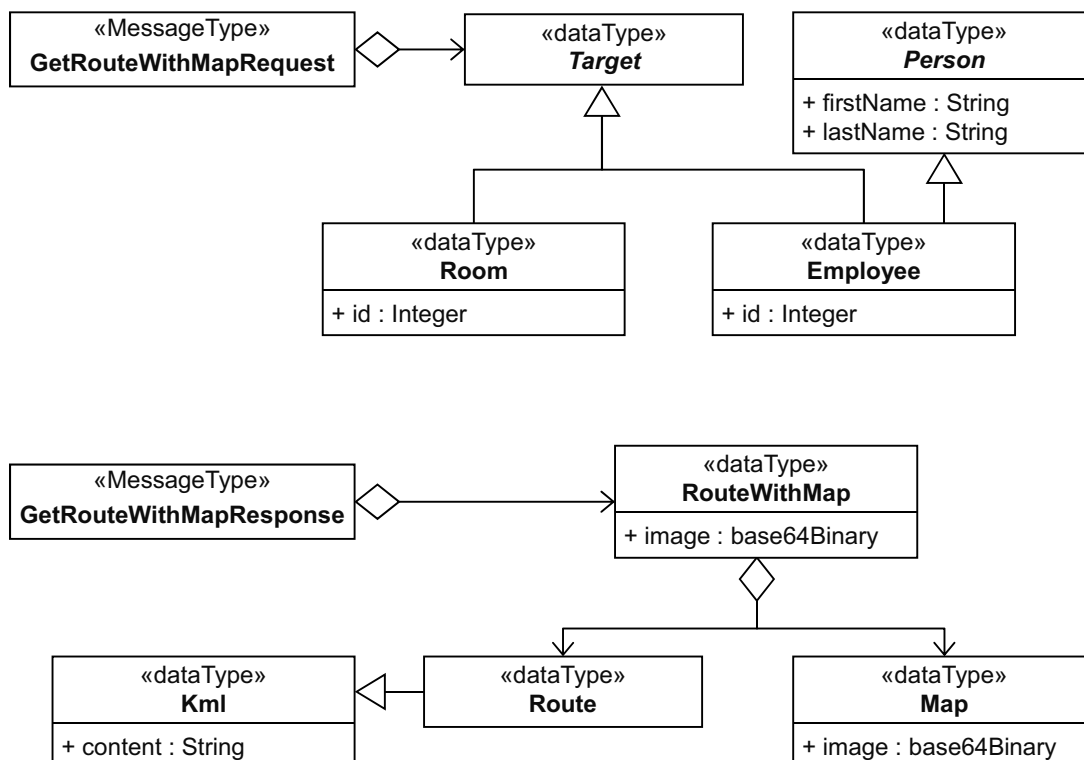 «MessageType»
GetRouteWithMapRequest
«dataType»
Target
«dataType»
Person
+ firstName : String
+ lastName : String
«dataType»
Room
+ id : Integer
«dataType»
Employee
+ id : Integer
«MessageType»
GetRouteWithMapResponse
«dataType»
RouteWithMap
+ image : base64Binary
«dataType»
Kml
+ content : String
«dataType»
Route
«dataType»
Map
+ image : base64Binary